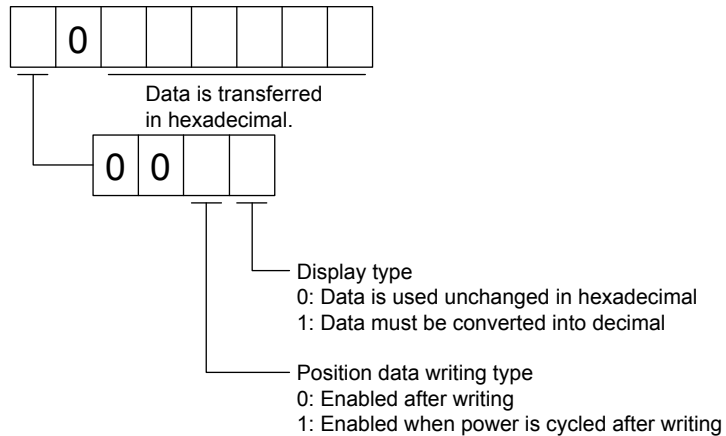 0
Data is transferred
in hexadecimal.
0 0
Display type
0: Data is used unchanged in hexadecimal
1: Data must be converted into decimal
Position data writing type
0: Enabled after writing
1: Enabled when power is cycled after writing